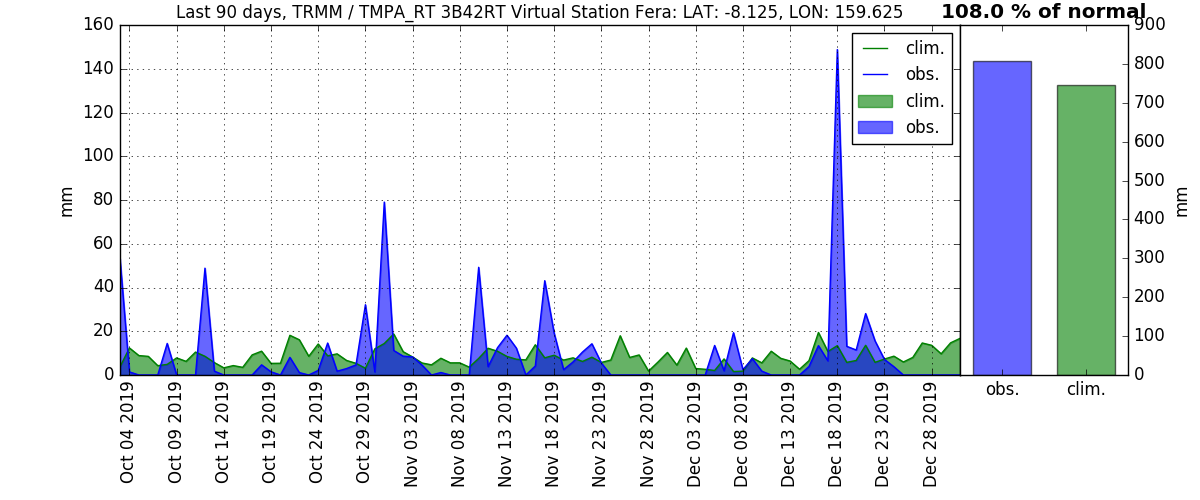 Last 90 days, TRMM / TMPA_RT 3B42RT Virtual Station Fera: LAT: -8.125, LON: 159.625
108.0 % of normal
160
140
120
100
80
60
40
20
0
mm
clim.
obs.
clim.
obs.
900
800
700
600
500
400
300
200
100
0
mm
obs.
clim.
Oct 04 2019
Oct 09 2019
Oct 14 2019
Oct 19 2019
Oct 24 2019
Oct 29 2019
Nov 03 2019
Nov 08 2019
Nov 13 2019
Nov 18 2019
Nov 23 2019
Nov 28 2019
Dec 03 2019
Dec 08 2019
Dec 13 2019
Dec 18 2019
Dec 23 2019
Dec 28 2019